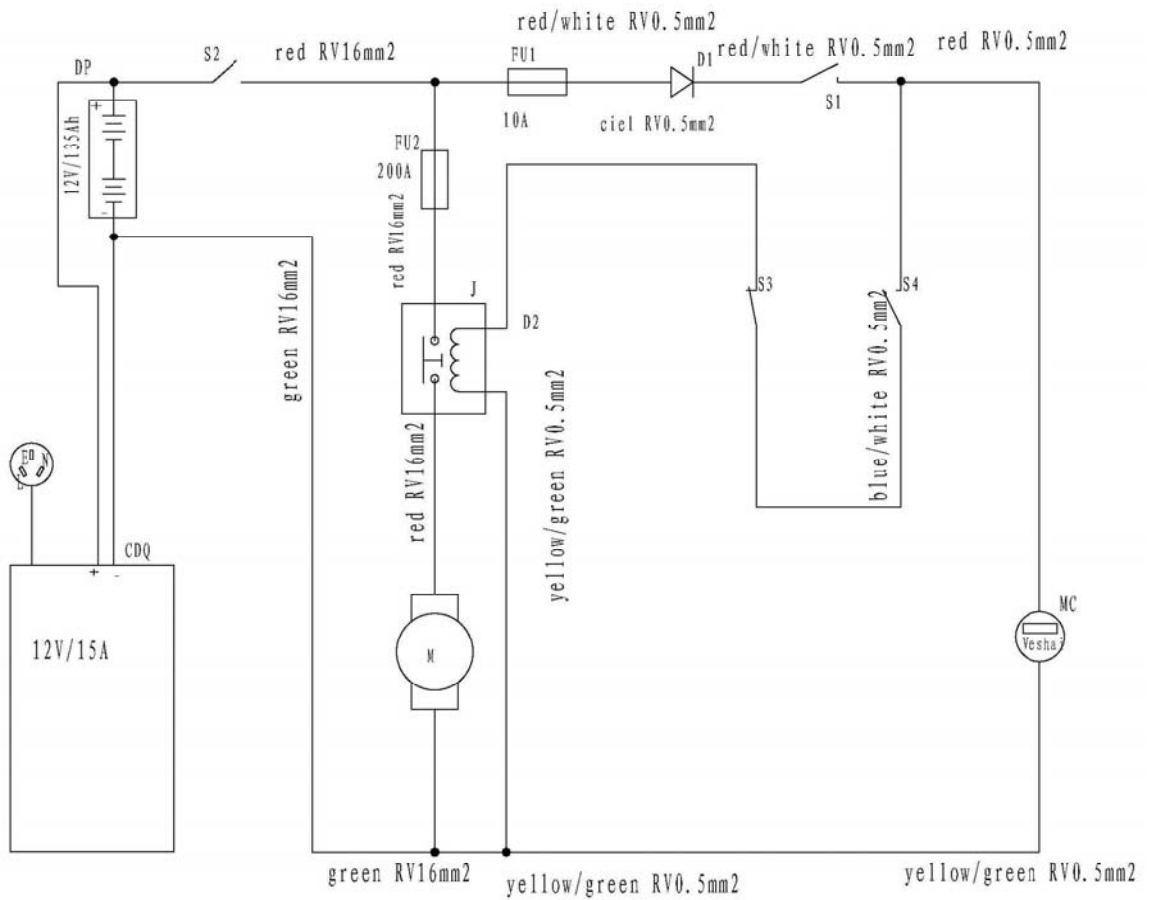 red/white RV0.5mm2
S2
red RV16mm2
FU1
D1
red/white RV0.5mm2
red RV0.5mm2
DP
+
10A
ciel RV0.5mm2
S1
12V/135Ah
FU2
200A
-
red RV16mm2
green RV16mm2
J
D2
S3
S4
blue/white RV0.5mm2
red RV16mm2
yellow/green RV0.5mm2
E N
L
CDQ
+ -
12V/15A
M
MC
green RV16mm2
yellow/green RV0.5mm2
yellow/green RV0.5mm2